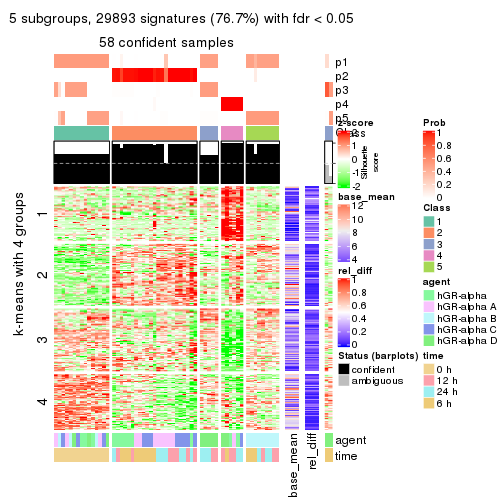 5 subgroups, 29893 signatures (76.7%) with fdr < 0.05
58 confident samples
p1
p2
p3
p4
p5
Class
Silhouette
score
k-means with 4 groups
1
2
3
4
base_mean
rel_diff
agent
time
z-score
2
1
0
-1
-2
base_mean
12
10
8
6
4
rel_diff
1
0.8
0.6
0.4
0.2
0
Status (barplots)
confident
ambiguous
Prob
1
0.8
0.6
0.4
0.2
0
Class
1
2
3
4
5
agent
hGR-alpha
hGR-alpha A
hGR-alpha B
hGR-alpha C
hGR-alpha D
time
0 h
12 h
24 h
6 h